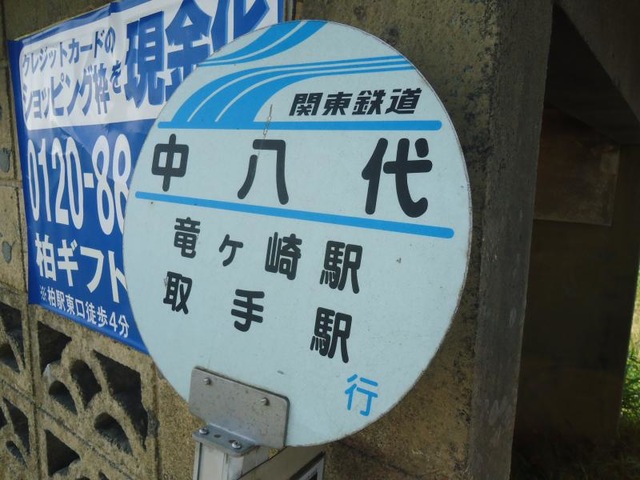 クレジットカードの
ショッピング枠を現金化
0120-88
柏ギフト
※柏駅東口徒歩4分
関東鉄道
中八代
竜ヶ崎駅
取手駅
行